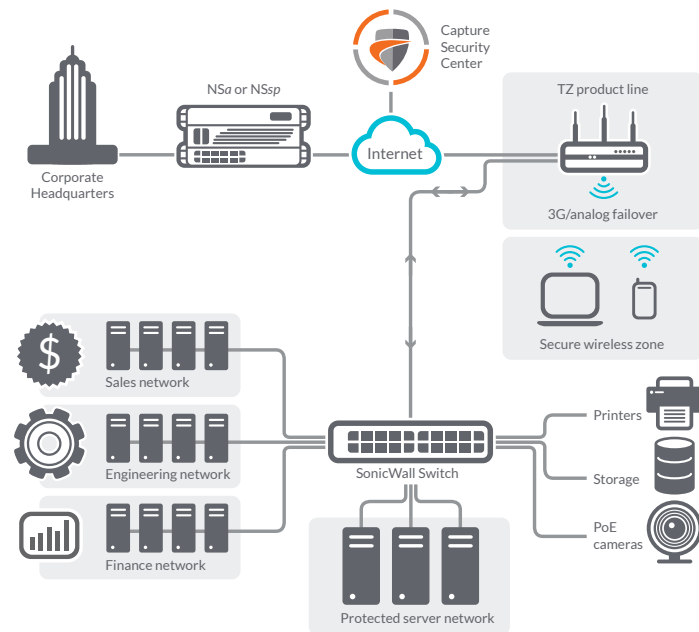 Capture
Security
Center
NSa or NSsp
TZ product line
Internet
Corporate
Headquarters
3G/analog failover
Secure wireless zone
$
Sales network
Printers
Engineering network
SonicWall Switch
Storage
PoE
cameras
Finance network
Protected server network